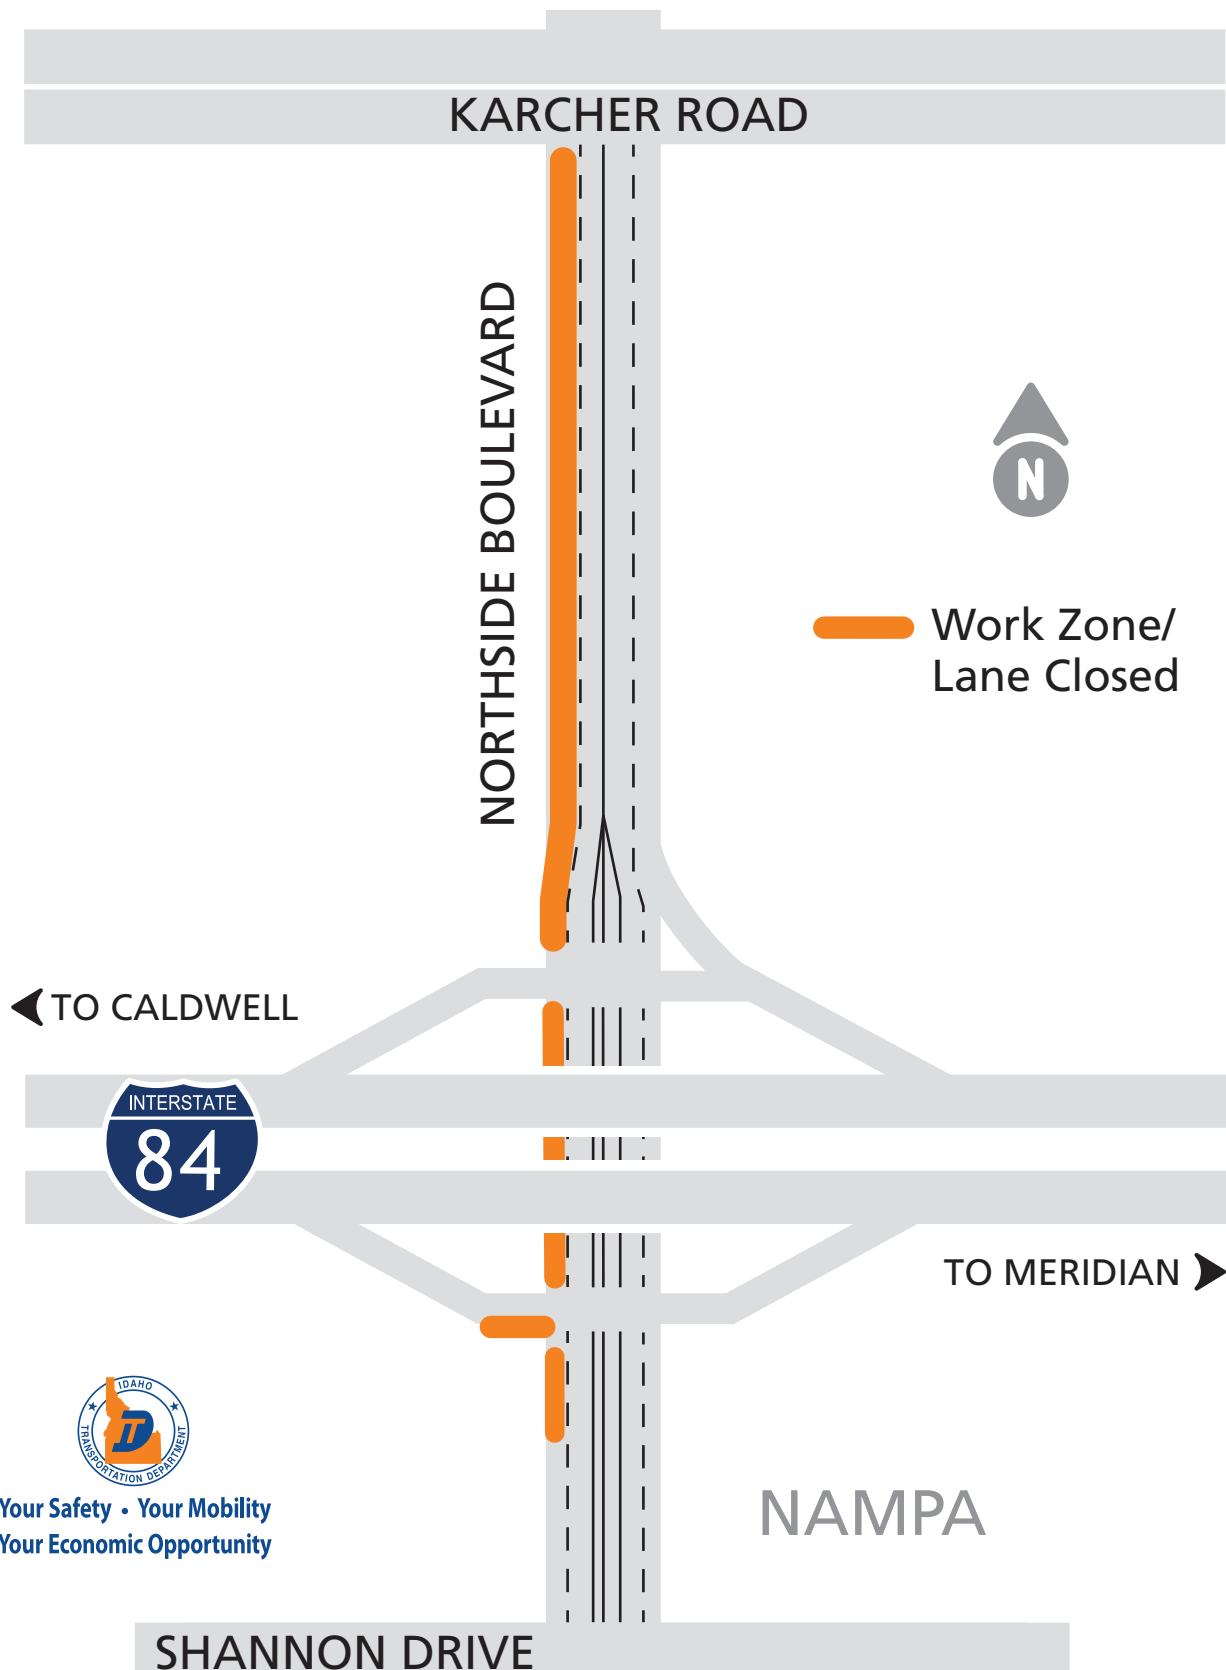 KARCHER ROAD
NORTHSIDE BOULEVARD
N
Work Zone/
Lane Closed
TO CALDWELL
INTERSTATE
84
TO MERIDIAN
IDAHO
TRANSPORTATION DEPARTMENT
DT
Your Safety • Your Mobility
Your Economic Opportunity
NAMPA
SHANNON DRIVE